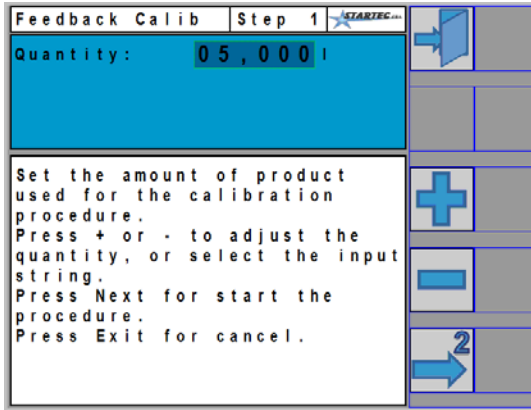 Feedback Calib Step 1 STARTEC
Quantity: 05,000 l
Set the amount of product
used for the calibration
procedure.
Press + or - to adjust the
quantity, or select the input
string.
Press Next for start the
procedure.
Press Exit for cancel.
2